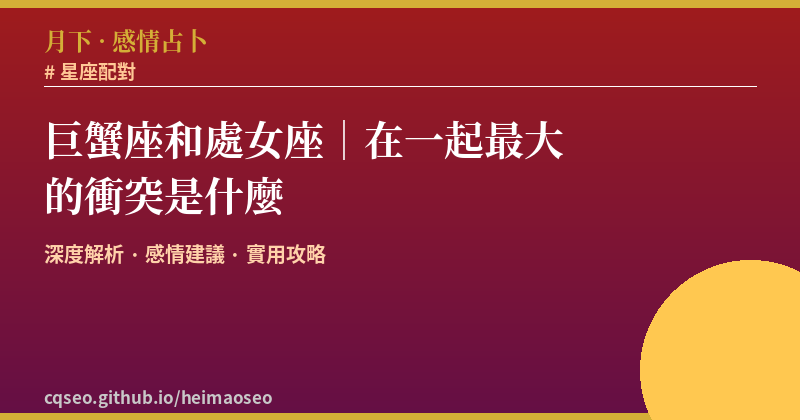 月下 · 感情占卜
# 星座配對
巨蟹座和處女座｜在一起最大
的衝突是什麼
深度解析 · 感情建議 · 實用攻略
cqseo.github.io/heimaoseo